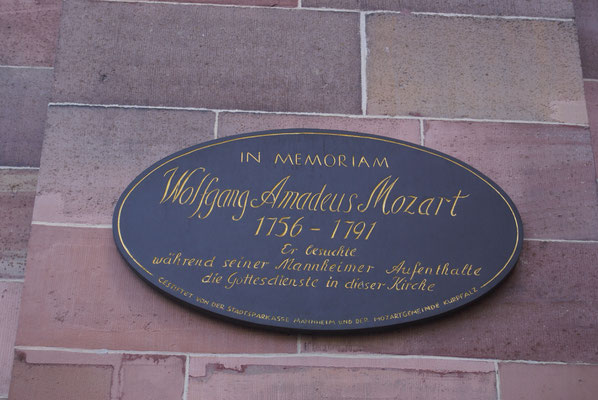 IN MEMORIAM
Wolfgang Amadeus Mozart
1756 - 1791
Er besuchte
während seiner Mannheimer Aufenthalte
die Gottesdienste in dieser Kirche
GESTIFTET VON DER STADTSPARKASSE MANNHEIM UND DER MOZARTGEMEINDE KURPFALZ